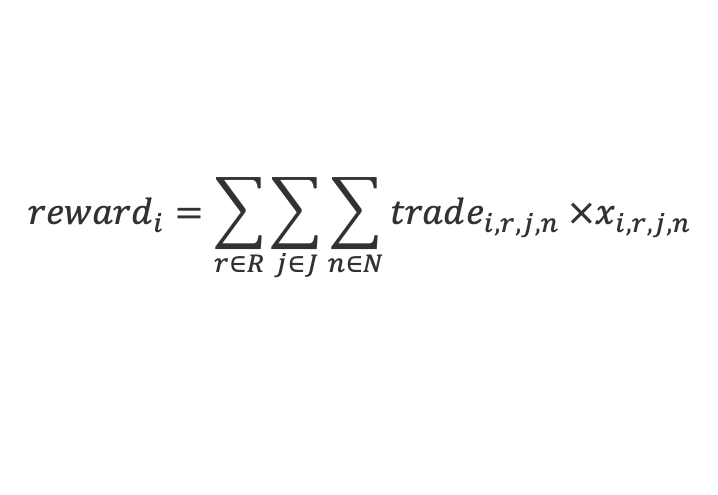 reward_i = ∑_{r∈R} ∑_{j∈J} ∑_{n∈N} trade_{i,r,j,n} × x_{i,r,j,n}